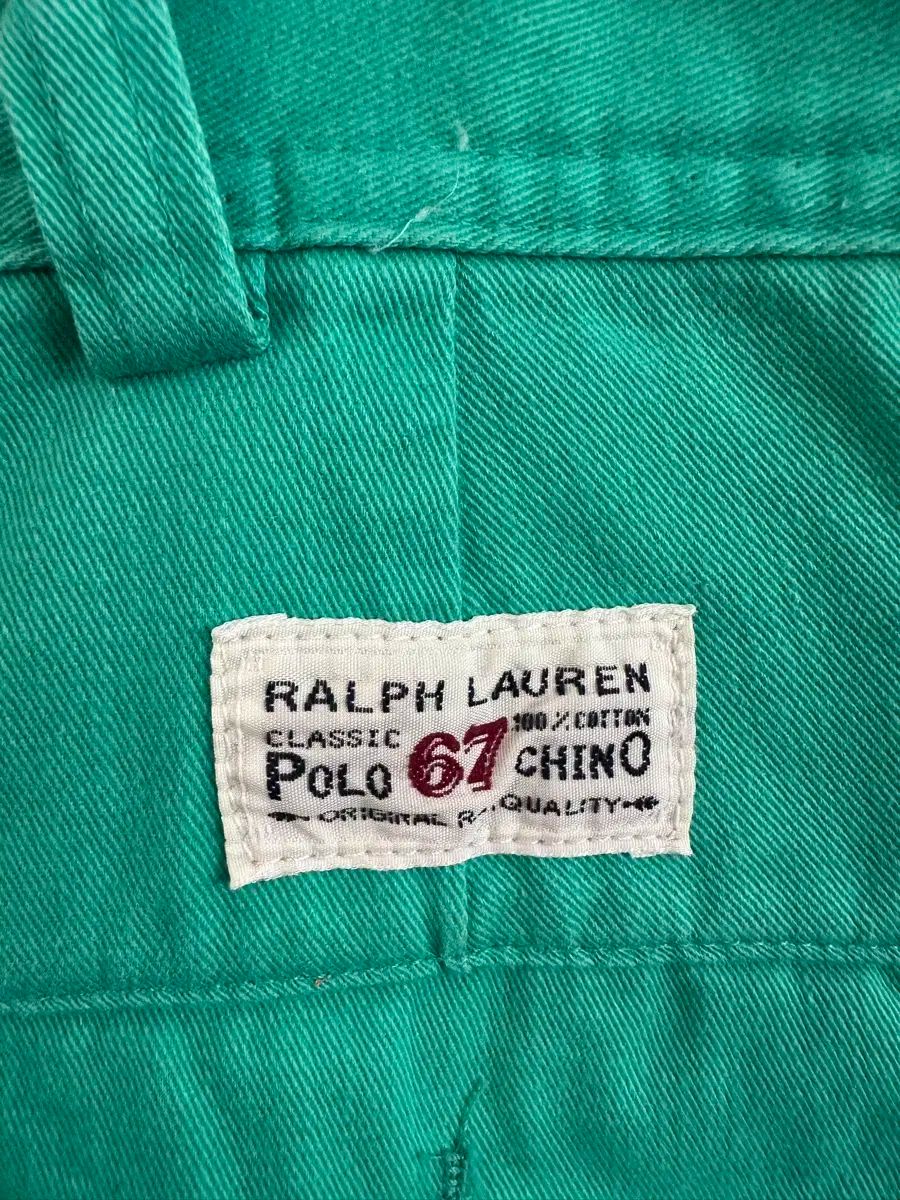 RALPH LAUREN
CLASSIC 67 100% COTTON
POLO CHINO
ORIGINAL R.L. QUALITY